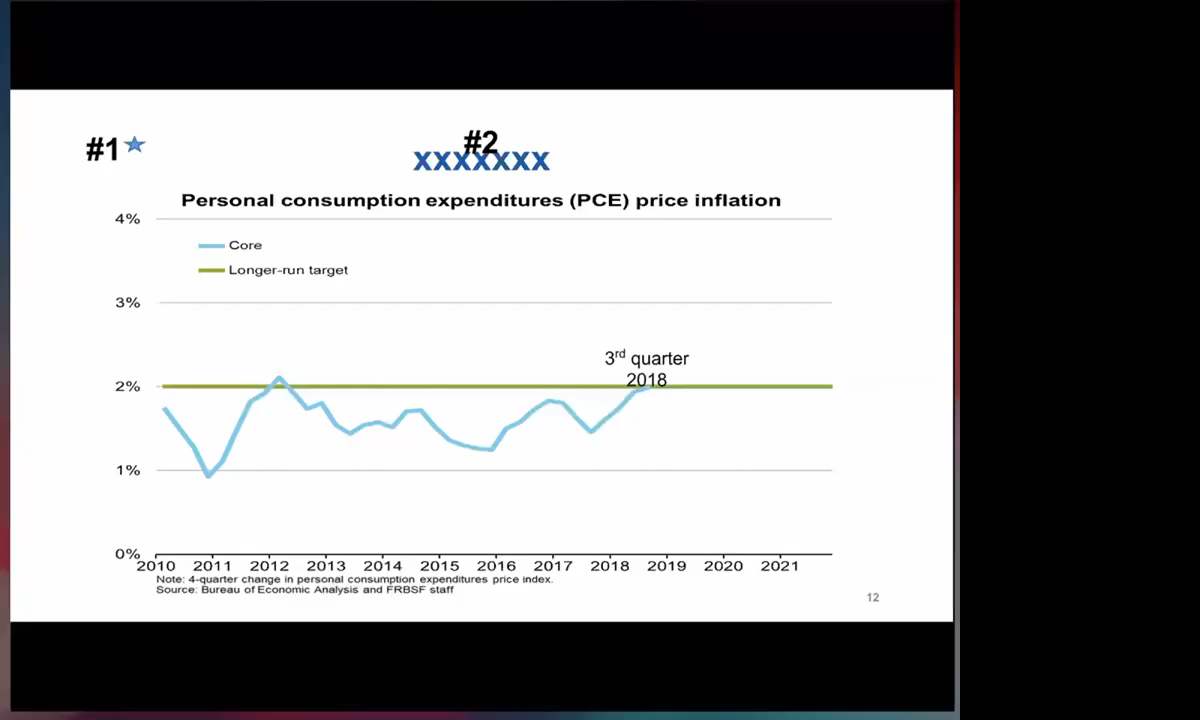 #1
#2
XXXXXXX
Personal consumption expenditures (PCE) price inflation
4%
Core
Longer-run target
3%
3rd quarter
2018
2%
1%
0%
2010 2011 2012 2013 2014 2015 2016 2017 2018 2019 2020 2021
Note: 4-quarter change in personal consumption expenditures price index.
Source: Bureau of Economic Analysis and FRBSF staff
12